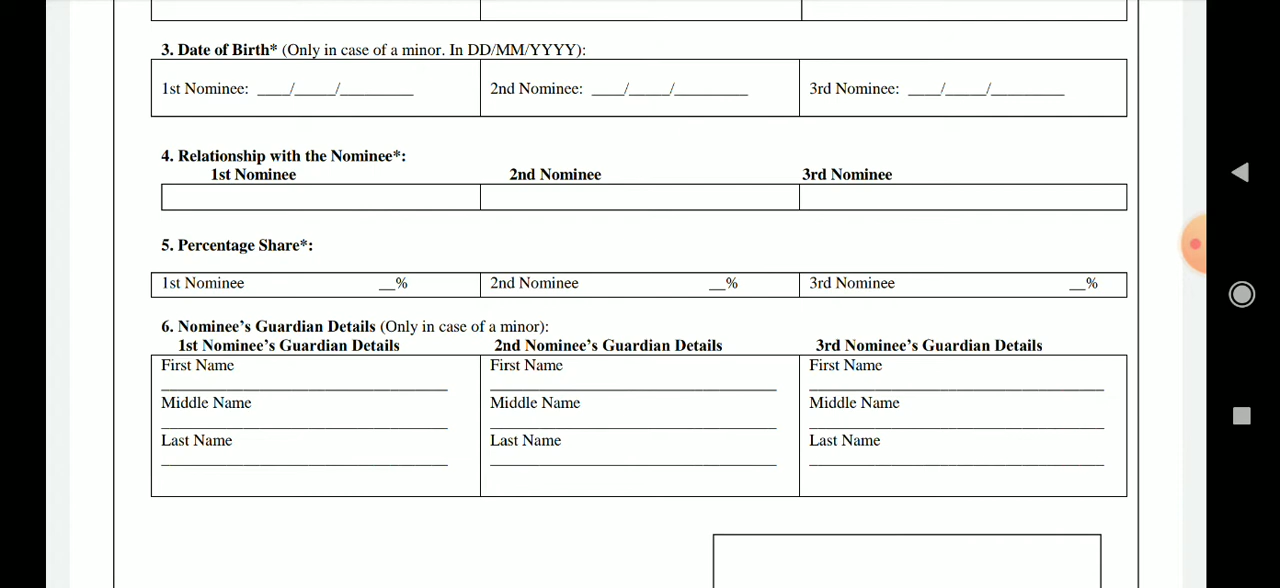 3. Date of Birth* (Only in case of a minor. In DD/MM/YYYY):
1st Nominee: ____/_____/_________ 2nd Nominee: ____/_____/_________ 3rd Nominee: ____/_____/_________
4. Relationship with the Nominee*:
1st Nominee 2nd Nominee 3rd Nominee
5. Percentage Share*:
1st Nominee __% 2nd Nominee __% 3rd Nominee __%
6. Nominee’s Guardian Details (Only in case of a minor):
1st Nominee’s Guardian Details 2nd Nominee’s Guardian Details 3rd Nominee’s Guardian Details
First Name First Name First Name
Middle Name Middle Name Middle Name
Last Name Last Name Last Name